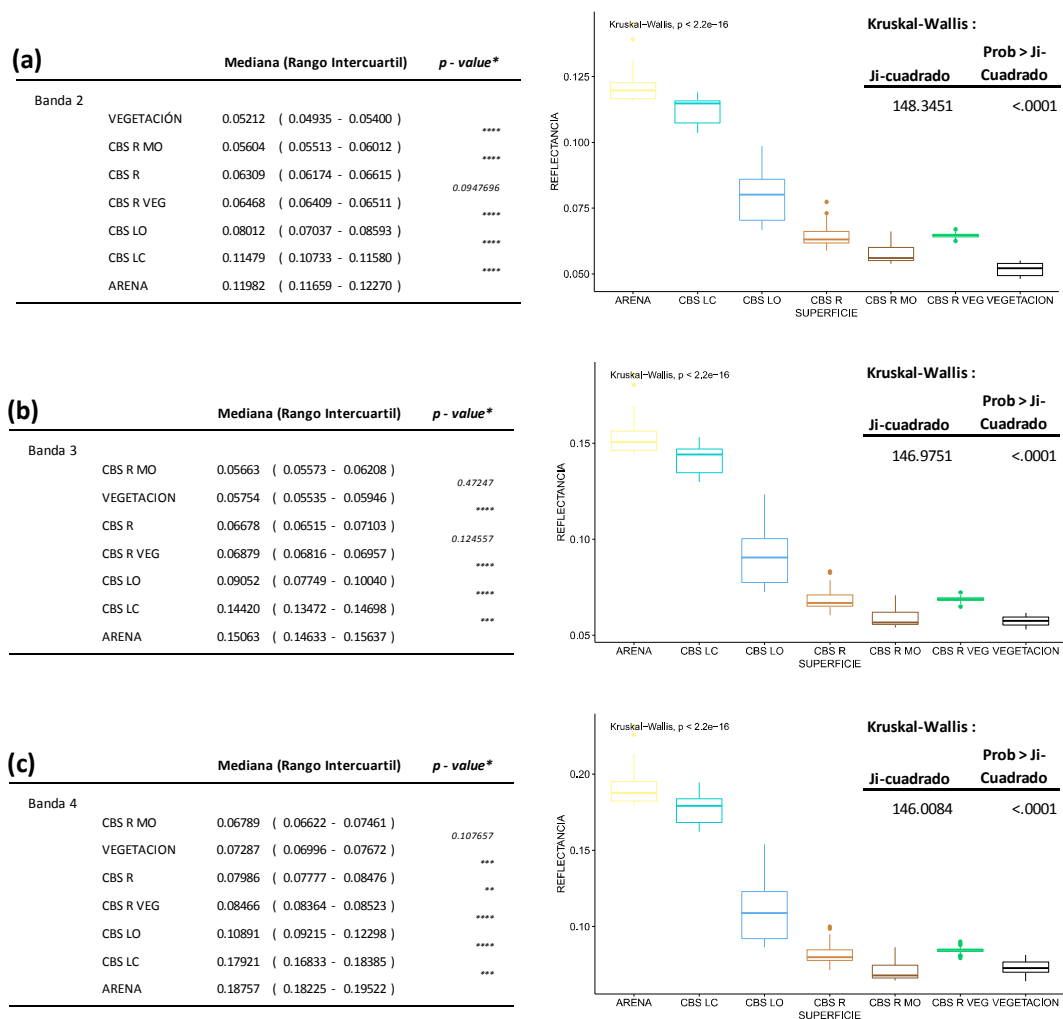 (a)
Mediana (Rango Intercuartil) p - value*
Banda 2
VEGETACIÓN 0.05212 ( 0.04935 - 0.05400 )
****
CBS R MO 0.05604 ( 0.05513 - 0.06012 )
****
CBS R 0.06309 ( 0.06174 - 0.06615 )
0.0947696
CBS R VEG 0.06468 ( 0.06409 - 0.06511 )
****
CBS LO 0.08012 ( 0.07037 - 0.08593 )
****
CBS LC 0.11479 ( 0.10733 - 0.11580 )
****
ARENA 0.11982 ( 0.11659 - 0.12270 )
Kruskal-Wallis, p < 2.2e-16
Kruskal-Wallis :
Prob > Ji-
Ji-cuadrado Cuadrado
148.3451 <.0001
REFLECTANCIA
0.125
0.100
0.075
0.050
ARENA CBS LC CBS LO CBS R CBS R MO CBS R VEG VEGETACION
SUPERFICIE
(b)
Mediana (Rango Intercuartil) p - value*
Banda 3
CBS R MO 0.05663 ( 0.05573 - 0.06208 )
0.47247
VEGETACION 0.05754 ( 0.05535 - 0.05946 )
****
CBS R 0.06678 ( 0.06515 - 0.07103 )
0.124557
CBS R VEG 0.06879 ( 0.06816 - 0.06957 )
****
CBS LO 0.09052 ( 0.07749 - 0.10040 )
****
CBS LC 0.14420 ( 0.13472 - 0.14698 )
***
ARENA 0.15063 ( 0.14633 - 0.15637 )
Kruskal-Wallis, p < 2.2e-16
Kruskal-Wallis :
Prob > Ji-
Ji-cuadrado Cuadrado
146.9751 <.0001
REFLECTANCIA
0.15
0.10
0.05
ARENA CBS LC CBS LO CBS R CBS R MO CBS R VEG VEGETACION
SUPERFICIE
(c)
Mediana (Rango Intercuartil) p - value*
Banda 4
CBS R MO 0.06789 ( 0.06622 - 0.07461 )
0.107657
VEGETACION 0.07287 ( 0.06996 - 0.07672 )
***
CBS R 0.07986 ( 0.07777 - 0.08476 )
**
CBS R VEG 0.08466 ( 0.08364 - 0.08523 )
****
CBS LO 0.10891 ( 0.09215 - 0.12298 )
****
CBS LC 0.17921 ( 0.16833 - 0.18385 )
***
ARENA 0.18757 ( 0.18225 - 0.19522 )
Kruskal-Wallis, p < 2.2e-16
Kruskal-Wallis :
Prob > Ji-
Ji-cuadrado Cuadrado
146.0084 <.0001
REFLECTANCIA
0.20
0.15
0.10
ARENA CBS LC CBS LO CBS R CBS R MO CBS R VEG VEGETACION
SUPERFICIE